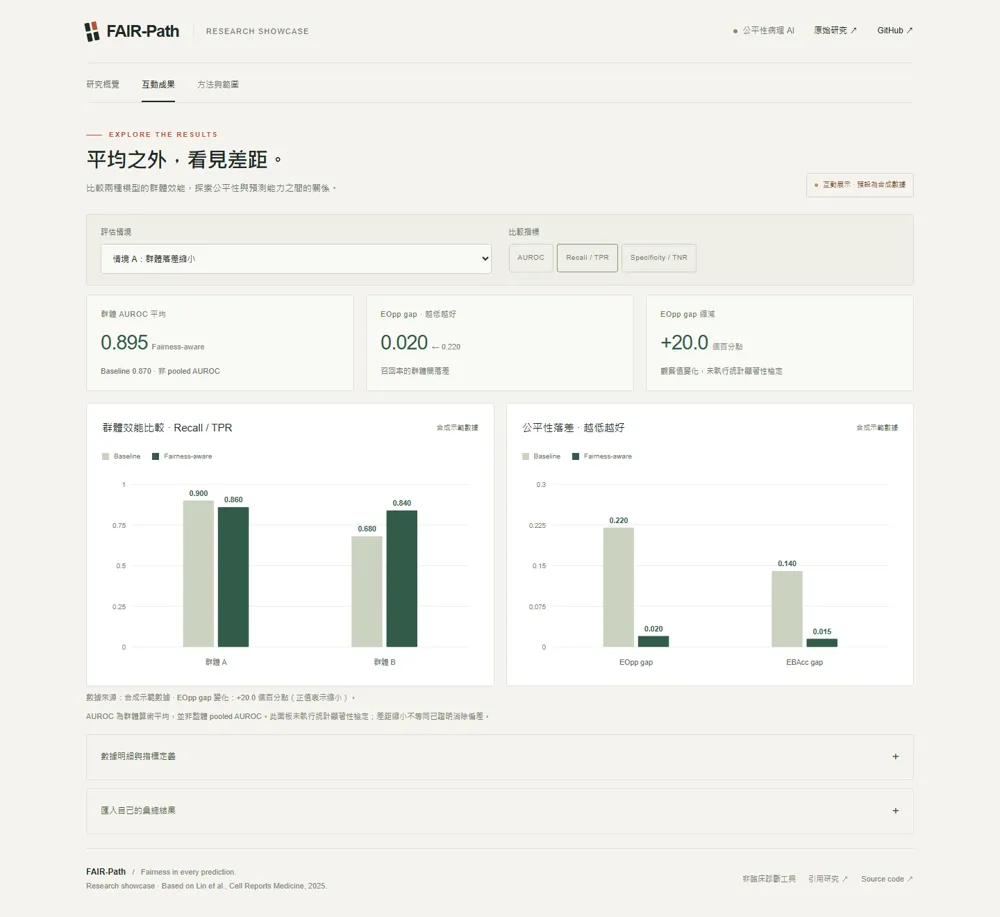 FAIR-Path
RESEARCH SHOWCASE
公平性病理 AI
原始研究 ↗
GitHub ↗
研究概覽
互動成果
方法與範圍
EXPLORE THE RESULTS
平均之外，看見差距。
比較兩種模型的群體效能，探索公平性與預測能力之間的關係。
互動展示 · 預設為合成數據
評估情境
情境 A：群體落差縮小
比較指標
AUROC
Recall / TPR
Specificity / TNR
群體 AUROC 平均
0.895 Fairness-aware
Baseline 0.870 · 非 pooled AUROC
EOpp gap · 越低越好
0.020 ← 0.220
召回率的群體間落差
EOpp gap 縮減
+20.0 個百分點
觀察值變化，未執行統計顯著性檢定
群體效能比較 · Recall / TPR
合成示範數據
Baseline
Fairness-aware
1
0.75
0.5
0.25
0
0.900
0.860
0.680
0.840
群體 A
群體 B
公平性落差 · 越低越好
合成示範數據
Baseline
Fairness-aware
0.3
0.225
0.15
0.075
0
0.220
0.020
0.140
0.015
EOpp gap
EBAcc gap
數據來源：合成示範數據 · EOpp gap 變化：+20.0 個百分點（正值表示縮小）。
AUROC 為群體算術平均，並非整體 pooled AUROC。此面板未執行統計顯著性檢定；差距縮小不等同已證明消除偏差。
數據明細與指標定義
+
匯入自己的彙總結果
+
FAIR-Path / Fairness in every prediction.
Research showcase · Based on Lin et al., Cell Reports Medicine, 2025.
非臨床診斷工具
引用研究 ↗
Source code ↗